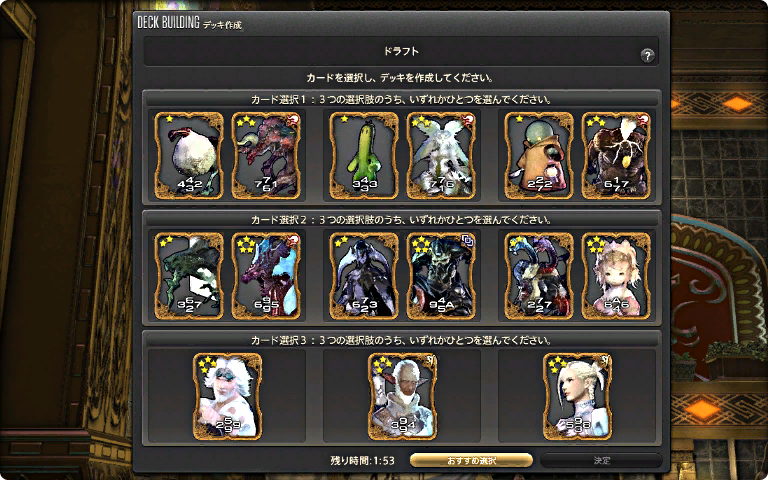 DECK BUILDING デッキ作成
ドラフト
?
カードを選択し、デッキを作成してください。
カード選択1：3つの選択肢のうち、いずれかひとつを選んでください。
カード選択2：3つの選択肢のうち、いずれかひとつを選んでください。
カード選択3：3つの選択肢のうち、いずれかひとつを選んでください。
残り時間:1:53
おすすめ選択
決定